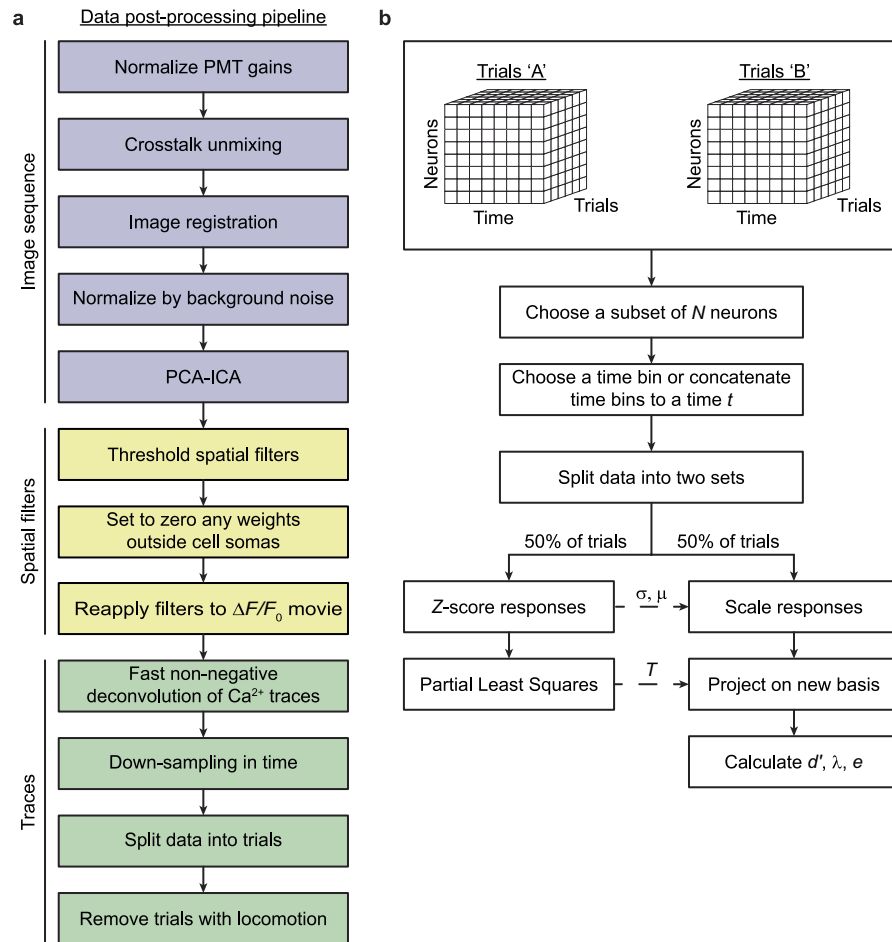 a
Data post-processing pipeline
Image sequence
Normalize PMT gains
Crosstalk unmixing
Image registration
Normalize by background noise
PCA-ICA
Spatial filters
Threshold spatial filters
Set to zero any weights
outside cell somas
Reapply filters to ΔF/F₀ movie
Traces
Fast non-negative
deconvolution of Ca²⁺ traces
Down-sampling in time
Split data into trials
Remove trials with locomotion
b
Trials ‘A’
Neurons
Time
Trials
Trials ‘B’
Neurons
Time
Trials
Choose a subset of N neurons
Choose a time bin or concatenate
time bins to a time t
Split data into two sets
50% of trials
50% of trials
Z-score responses
σ, μ
Scale responses
Partial Least Squares
T
Project on new basis
Calculate d′, λ, e